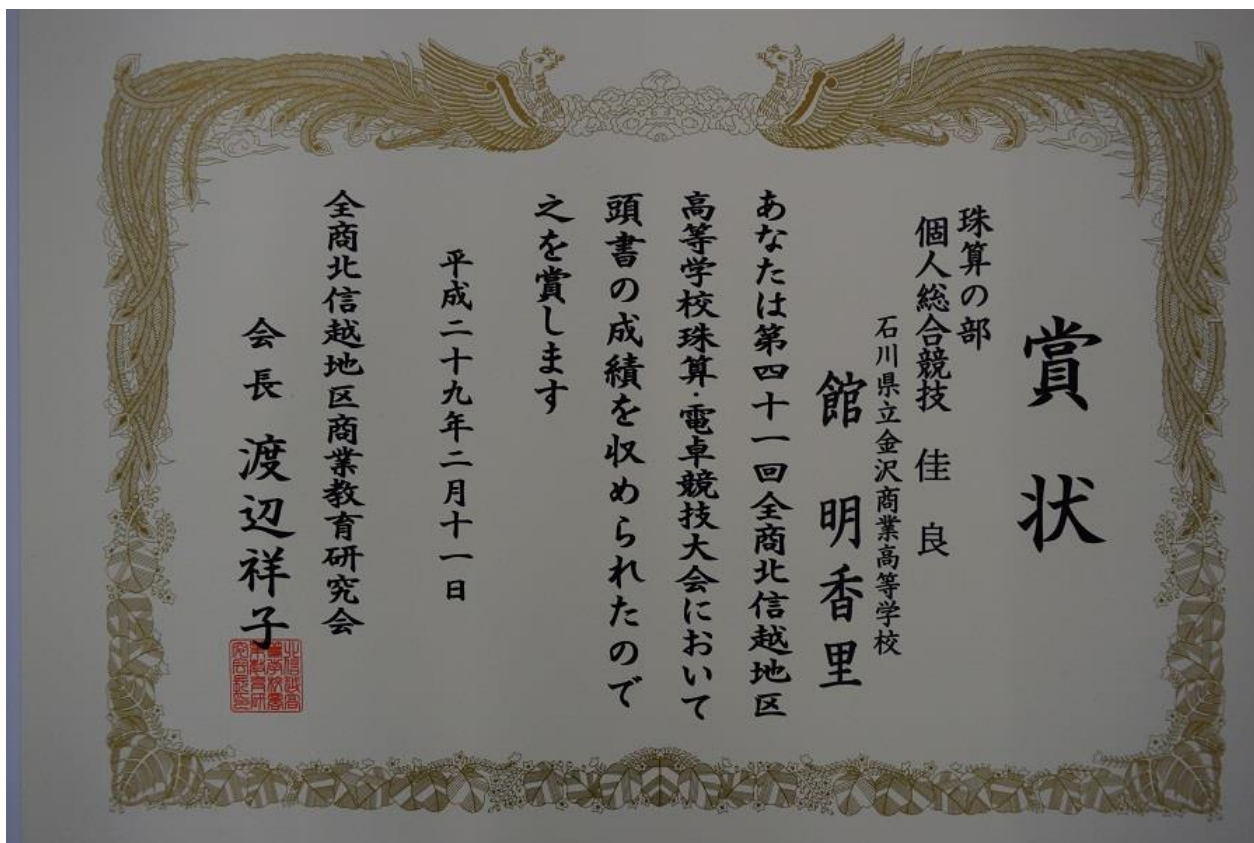 賞状
珠算の部
個人総合競技 佳良
石川県立金沢商業高等学校
館 明香里
あなたは第四十一回全商北信越地区
高等学校珠算・電卓競技大会において
頭書の成績を収められたので
之を賞します
平成二十九年二月十一日
全商北信越地区商業教育研究会
会長 渡辺祥子